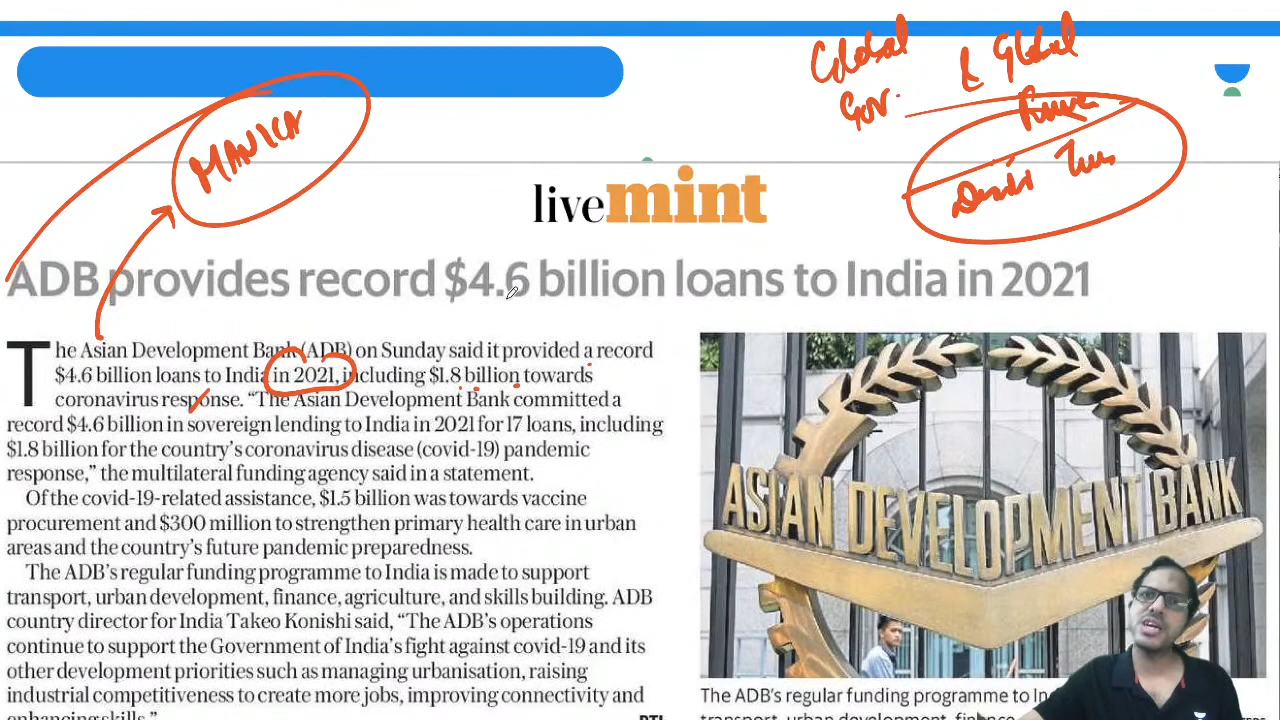 Global & Global
Gov.
MANILA
livemint
ADB provides record $4.6 billion loans to India in 2021
The Asian Development Bank (ADB) on Sunday said it provided a record
$4.6 billion loans to India in 2021, including $1.8 billion towards
coronavirus response. “The Asian Development Bank committed a
record $4.6 billion in sovereign lending to India in 2021 for 17 loans, including
$1.8 billion for the country’s coronavirus disease (covid-19) pandemic
response,” the multilateral funding agency said in a statement.
Of the covid-19-related assistance, $1.5 billion was towards vaccine
procurement and $300 million to strengthen primary health care in urban
areas and the country’s future pandemic preparedness.
The ADB’s regular funding programme to India is made to support
transport, urban development, finance, agriculture, and skills building. ADB
country director for India Takeo Konishi said, “The ADB’s operations
continue to support the Government of India’s fight against covid-19 and its
other development priorities such as managing urbanisation, raising
industrial competitiveness to create more jobs, improving connectivity and
enhancing skills.”
PTI
ASIAN DEVELOPMENT BANK
The ADB’s regular funding programme to In
transport, urban development, finance